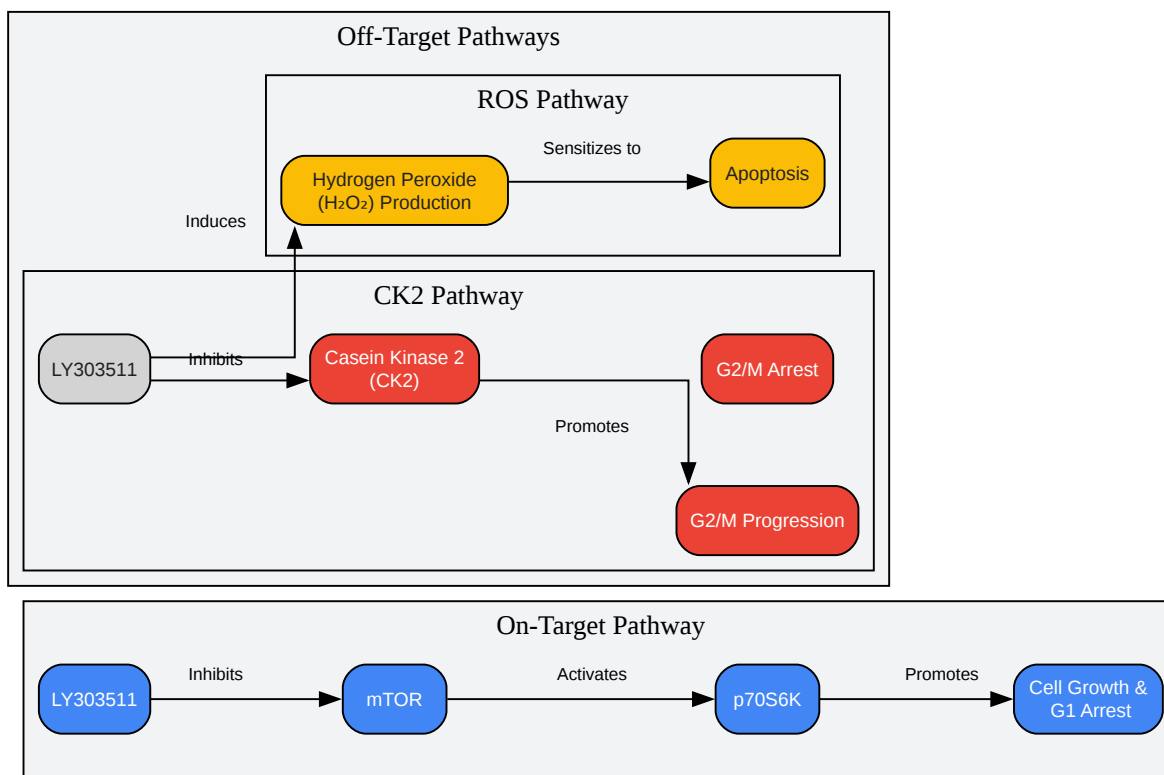 Off-Target Pathways
ROS Pathway
Sensitizes to
Hydrogen Peroxide
(H₂O₂) Production
Apoptosis
Induces
CK2 Pathway
LY303511
Inhibits
Casein Kinase 2
(CK2)
G2/M Arrest
Promotes
G2/M Progression
On-Target Pathway
LY303511
Inhibits
mTOR
Activates
p70S6K
Promotes
Cell Growth &
G1 Arrest